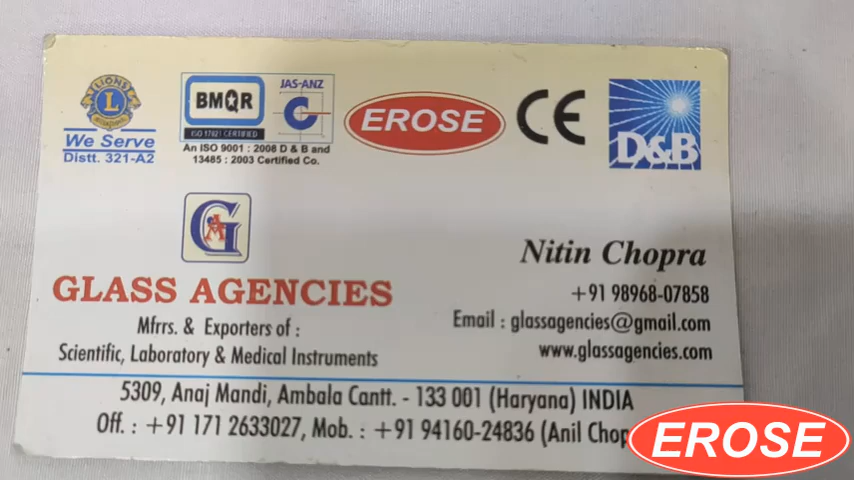 LIONS
L
We Serve
Distt. 321-A2
BMQR
ISO 17021 CERTIFIED
JAS-ANZ
An ISO 9001 : 2008 D & B and
13485 : 2003 Certified Co.
EROSE
CE
D&B
GAM
GLASS AGENCIES
Mfrrs. & Exporters of :
Scientific, Laboratory & Medical Instruments
Nitin Chopra
+91 98968-07858
Email : glassagencies@gmail.com
www.glassagencies.com
5309, Anaj Mandi, Ambala Cantt. - 133 001 (Haryana) INDIA
Off. : +91 171 2633027, Mob. : +91 94160-24836 (Anil Chop
EROSE